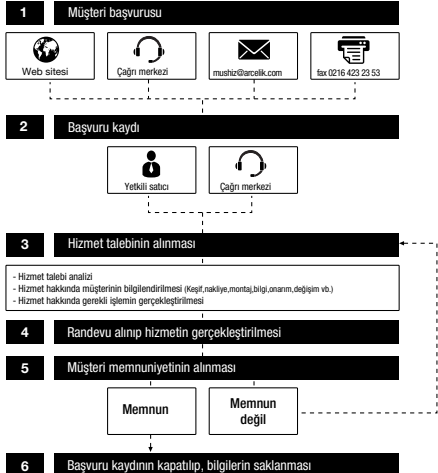 1 Müşteri başvurusu
Web sitesi
Çağrı merkezi
mushiz@arcelik.com
fax 0216 423 23 53
2 Başvuru kaydı
Yetkili satıcı
Çağrı merkezi
3 Hizmet talebinin alınması
- Hizmet talebi analizi
- Hizmet hakkında müşterinin bilgilendirilmesi (Keşif,nakliye,montaj,bilgi,onarım,değişim vb.)
- Hizmet hakkında gerekli işlemin gerçekleştirilmesi
4 Randevu alınıp hizmetin gerçekleştirilmesi
5 Müşteri memnuniyetinin alınması
Memnun
Memnun
değil
6 Başvuru kaydının kapatılıp, bilgilerin saklanması